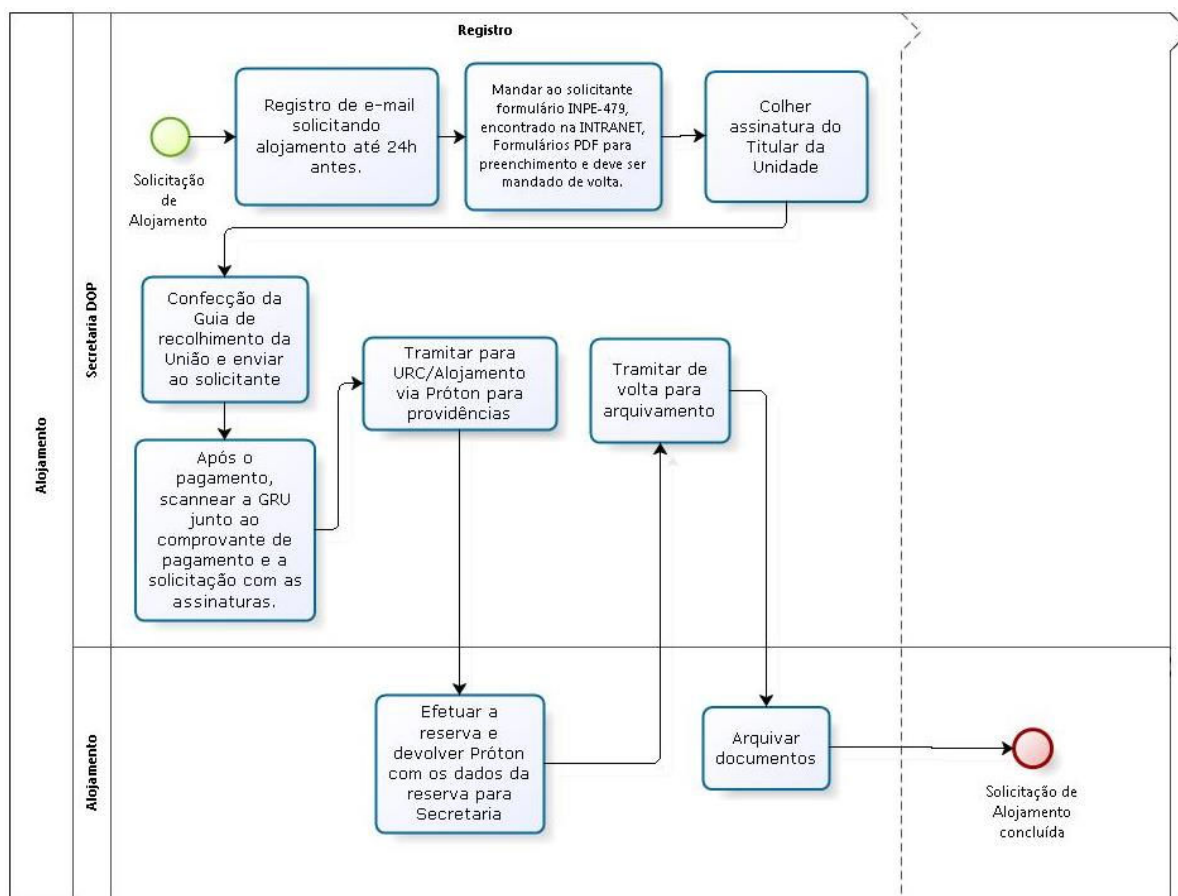 Registro
Alojamento
Secretaria DOP
Solicitação
de
Alojamento
Registro de e-mail
solicitando
alojamento até 24h
antes.
Mandar ao solicitante
formulário INPE-479,
encontrado na INTRANET,
Formulários PDF para
preenchimento e deve ser
mandado de volta.
Colher
assinatura do
Titular da
Unidade
Confecção da
Guia de
recolhimento da
União e enviar
ao solicitante
Após o
pagamento,
scannear a GRU
junto ao
comprovante de
pagamento e a
solicitação com as
assinaturas.
Tramitar para
URC/Alojamento
via Próton para
providências
Tramitar de
volta para
arquivamento
Alojamento
Efetuar a
reserva e
devolver Próton
com os dados da
reserva para
Secretaria
Arquivar
documentos
Solicitação de
Alojamento
concluída